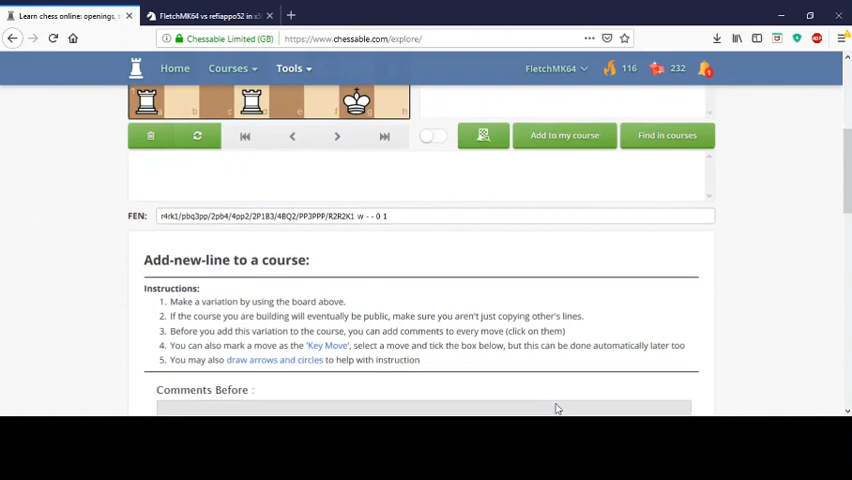 Learn chess online: openings, t
FletchMK64 vs refiappo52 in x
Chessable Limited (GB)
https://www.chessable.com/explore/
Home
Courses
Tools
FletchMK64
116
232
1
a b c d e f g h
Add to my course
Find in courses
FEN:
r4rk1/pbq3pp/2pb4/4pp2/2P1B3/4BQ2/PP3PPP/R2R2K1 w - - 0 1
Add-new-line to a course:
Instructions:
1. Make a variation by using the board above.
2. If the course you are building will eventually be public, make sure you aren't just copying other's lines.
3. Before you add this variation to the course, you can add comments to every move (click on them)
4. You can also mark a move as the 'Key Move', select a move and tick the box below, but this can be done automatically later too
5. You may also draw arrows and circles to help with instruction
Comments Before :